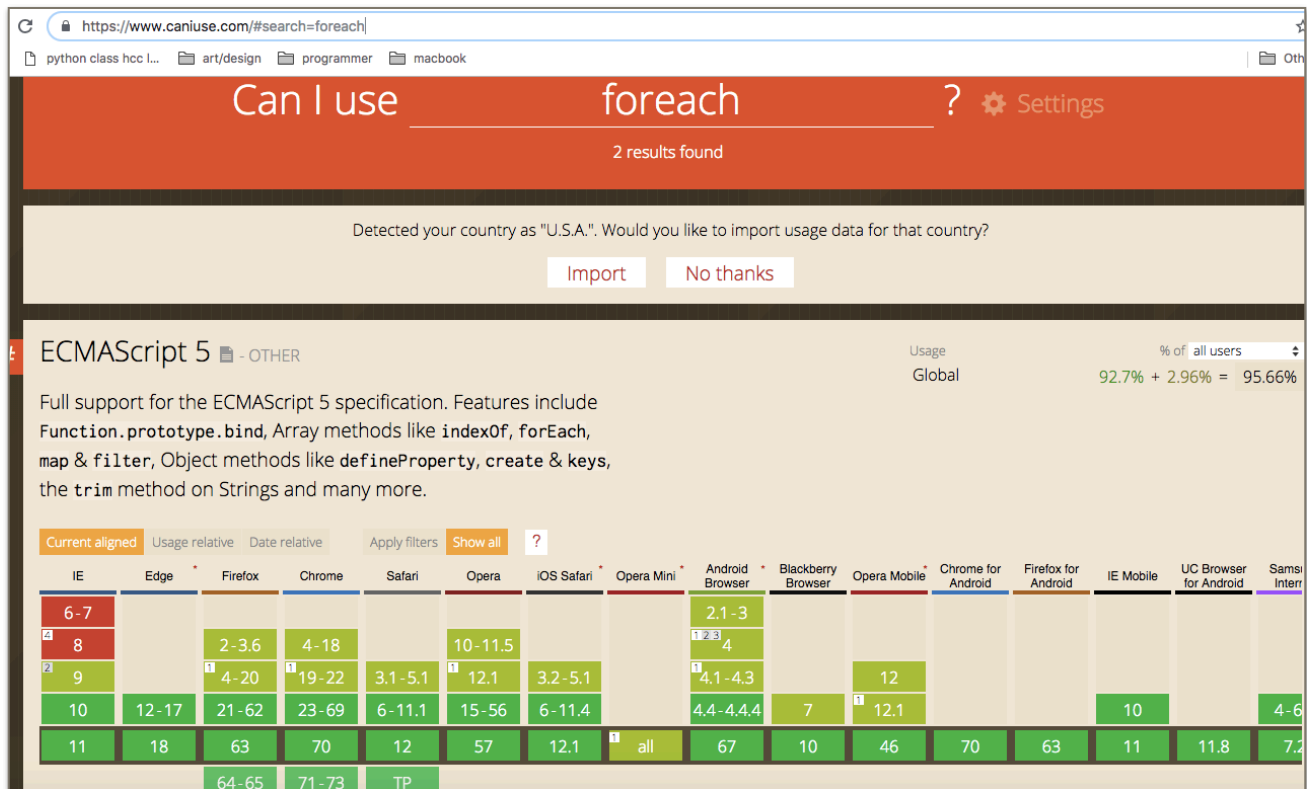 https://www.caniuse.com/#search=foreach
python class hcc l... art/design programmer macbook Oth
Can I use foreach ? Settings
2 results found
Detected your country as "U.S.A.". Would you like to import usage data for that country?
Import No thanks
#
ECMAScript 5 - OTHER
Usage % of all users
Global 92.7% + 2.96% = 95.66%
Full support for the ECMAScript 5 specification. Features include
Function.prototype.bind, Array methods like indexOf, forEach,
map & filter, Object methods like defineProperty, create & keys,
the trim method on Strings and many more.
Current aligned Usage relative Date relative Apply filters Show all ?
IE Edge * Firefox Chrome Safari Opera iOS Safari * Opera Mini * Android Browser * Blackberry Browser Opera Mobile * Chrome for Android Firefox for Android IE Mobile UC Browser for Android Samsu Intern
6-7 2.1-3
4 8 2-3.6 4-18 10-11.5 1 2 3 4
2 9 1 4-20 1 19-22 3.1-5.1 1 12.1 3.2-5.1 1 4.1-4.3 12
10 12-17 21-62 23-69 6-11.1 15-56 6-11.4 4.4-4.4.4 7 1 12.1 10 4-6
11 18 63 70 12 57 12.1 1 all 67 10 46 70 63 11 11.8 7.2
64-65 71-73 TP